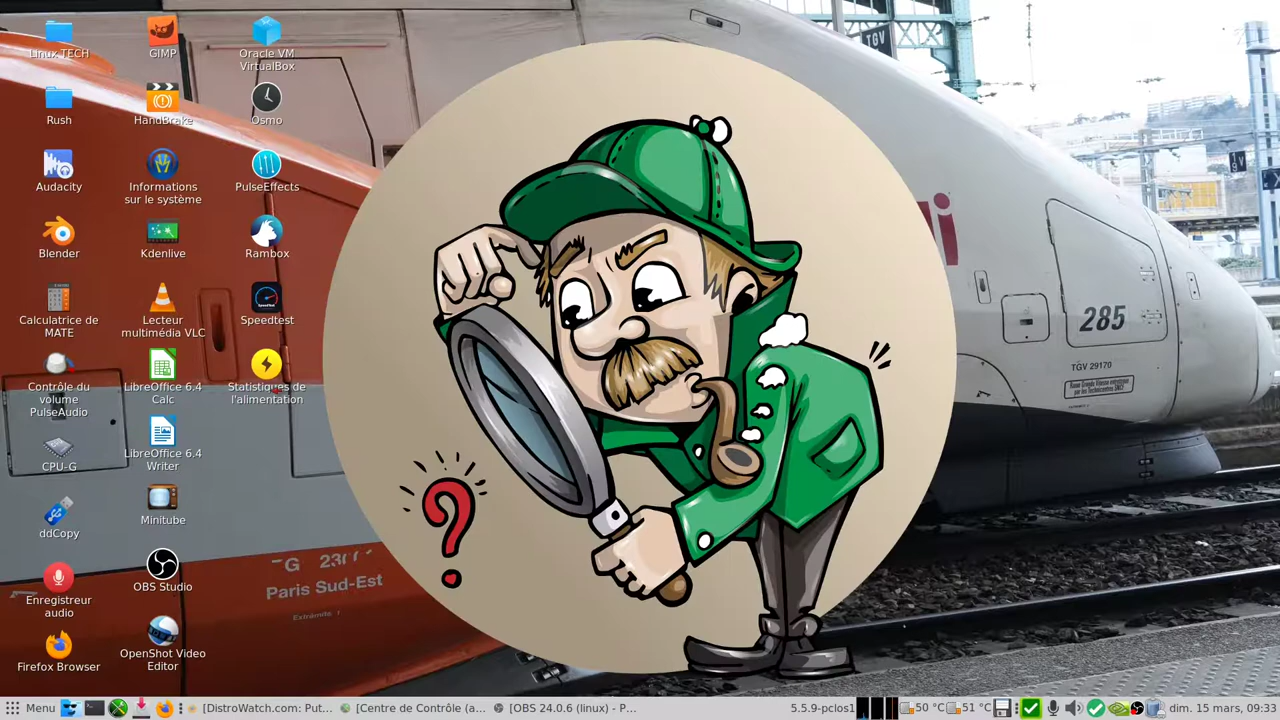 Linux TECH
GIMP
Oracle VM
VirtualBox
Rush
HandBrake
Osmo
Audacity
Informations
sur le système
PulseEffects
Blender
Kdenlive
Rambox
Calculatrice de
MATE
Lecteur
multimédia VLC
Speedtest
Contrôle du
volume
PulseAudio
LibreOffice 6.4
Calc
Statistiques de
l'alimentation
CPU-G
LibreOffice 6.4
Writer
ddCopy
Minitube
Enregistreur
audio
OBS Studio
Firefox Browser
OpenShot Video
Editor
TGV
285
TGV 29170
Paris Sud-Est
?
Menu
[DistroWatch.com: Put...
[Centre de Contrôle (a...
[OBS 24.0.6 (linux) - P...
5.5.9-pclos1
50 °C
51 °C
dim. 15 mars, 09:33